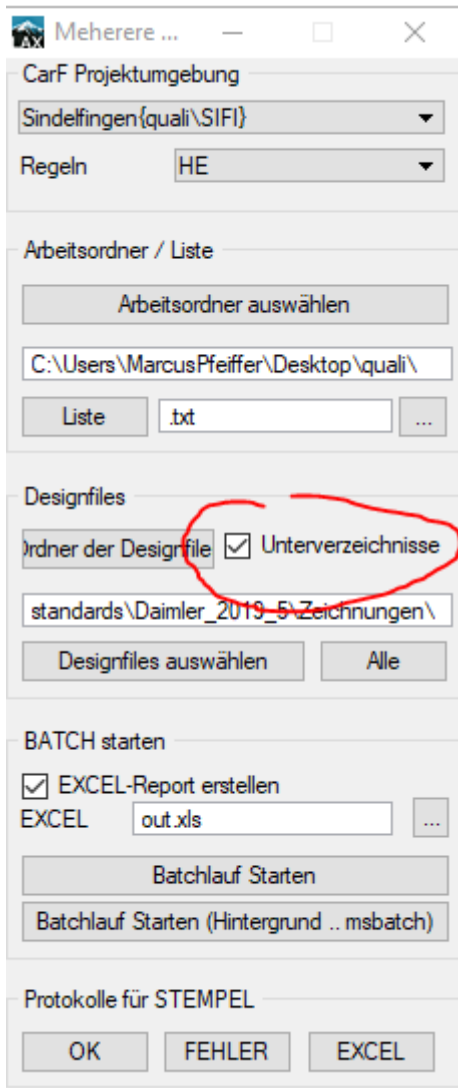 Meherere ...
CarF Projektumgebung
Sindelfingen{quali\SIFI}
Regeln HE
Arbeitsordner / Liste
Arbeitsordner auswählen
C:\Users\MarcusPfeiffer\Desktop\quali\
Liste .txt ...
Designfiles
Ordner der Designfile Unterverzeichnisse
standards\Daimler_2019_5\Zeichnungen\
Designfiles auswählen Alle
BATCH starten
EXCEL-Report erstellen
EXCEL out.xls ...
Batchlauf Starten
Batchlauf Starten (Hintergrund .. msbatch)
Protokolle für STEMPEL
OK FEHLER EXCEL